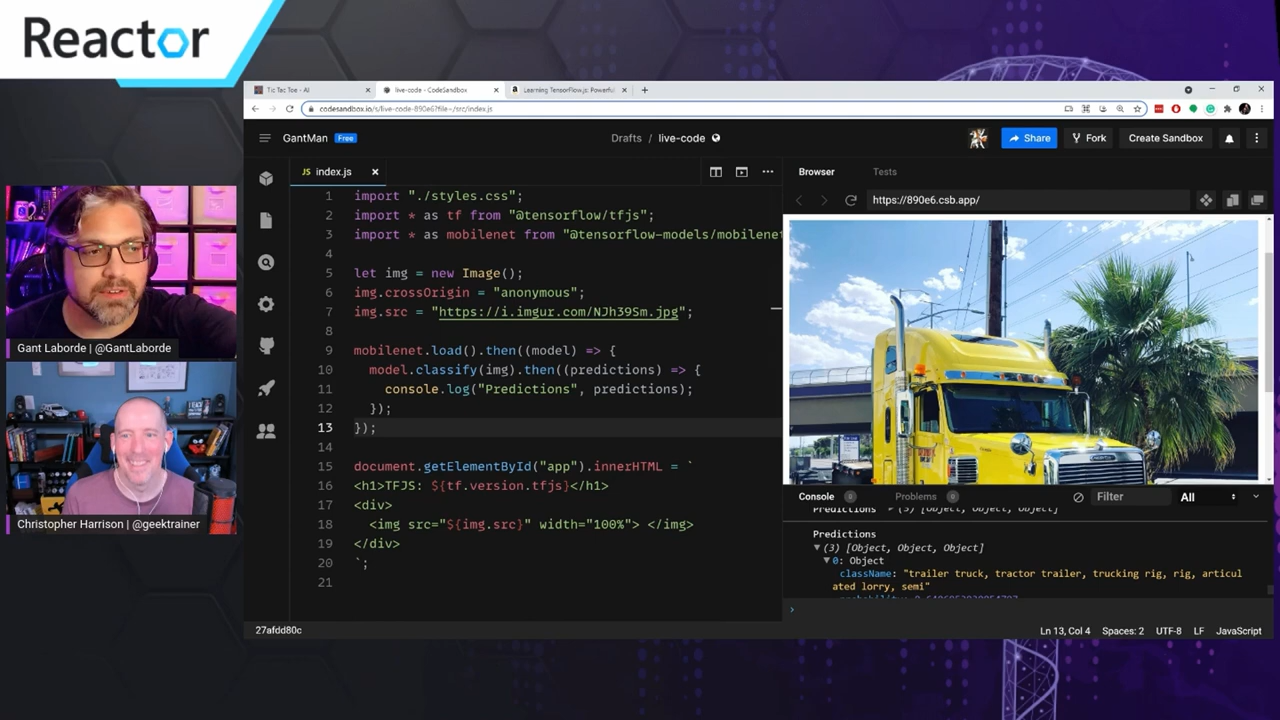 Reactor
Tic Tac Toe - AI
live-code - CodeSandbox
Learning TensorFlow.js: Powerful
codesandbox.io/s/live-code-890e6?file=/src/index.js
GantMan Free
Drafts / live-code
Share Fork Create Sandbox
JS index.js
Browser Tests
https://890e6.csb.app/
1 import "./styles.css";
2 import * as tf from "@tensorflow/tfjs";
3 import * as mobilenet from "@tensorflow-models/mobilenet
4
5 let img = new Image();
6 img.crossOrigin = "anonymous";
7 img.src = "https://i.imgur.com/NJh39Sm.jpg";
8
9 mobilenet.load().then((model) => {
10 model.classify(img).then((predictions) => {
11 console.log("Predictions", predictions);
12 });
13 });
14
15 document.getElementById("app").innerHTML = `
16 <h1>TFJS: ${tf.version.tfjs}</h1>
17 <div>
18 <img src="${img.src}" width="100%"> </img>
19 </div>
20 `;
21
Gant Laborde | @GantLaborde
Christopher Harrison | @geektrainer
Console 0 Problems 0 Filter All
Predictions (3) [Object, Object, Object]
Predictions
(3) [Object, Object, Object]
0: Object
className: "trailer truck, tractor trailer, trucking rig, rig, articul
ated lorry, semi"
27afdd80c
Ln 13, Col 4 Spaces: 2 UTF-8 LF JavaScript